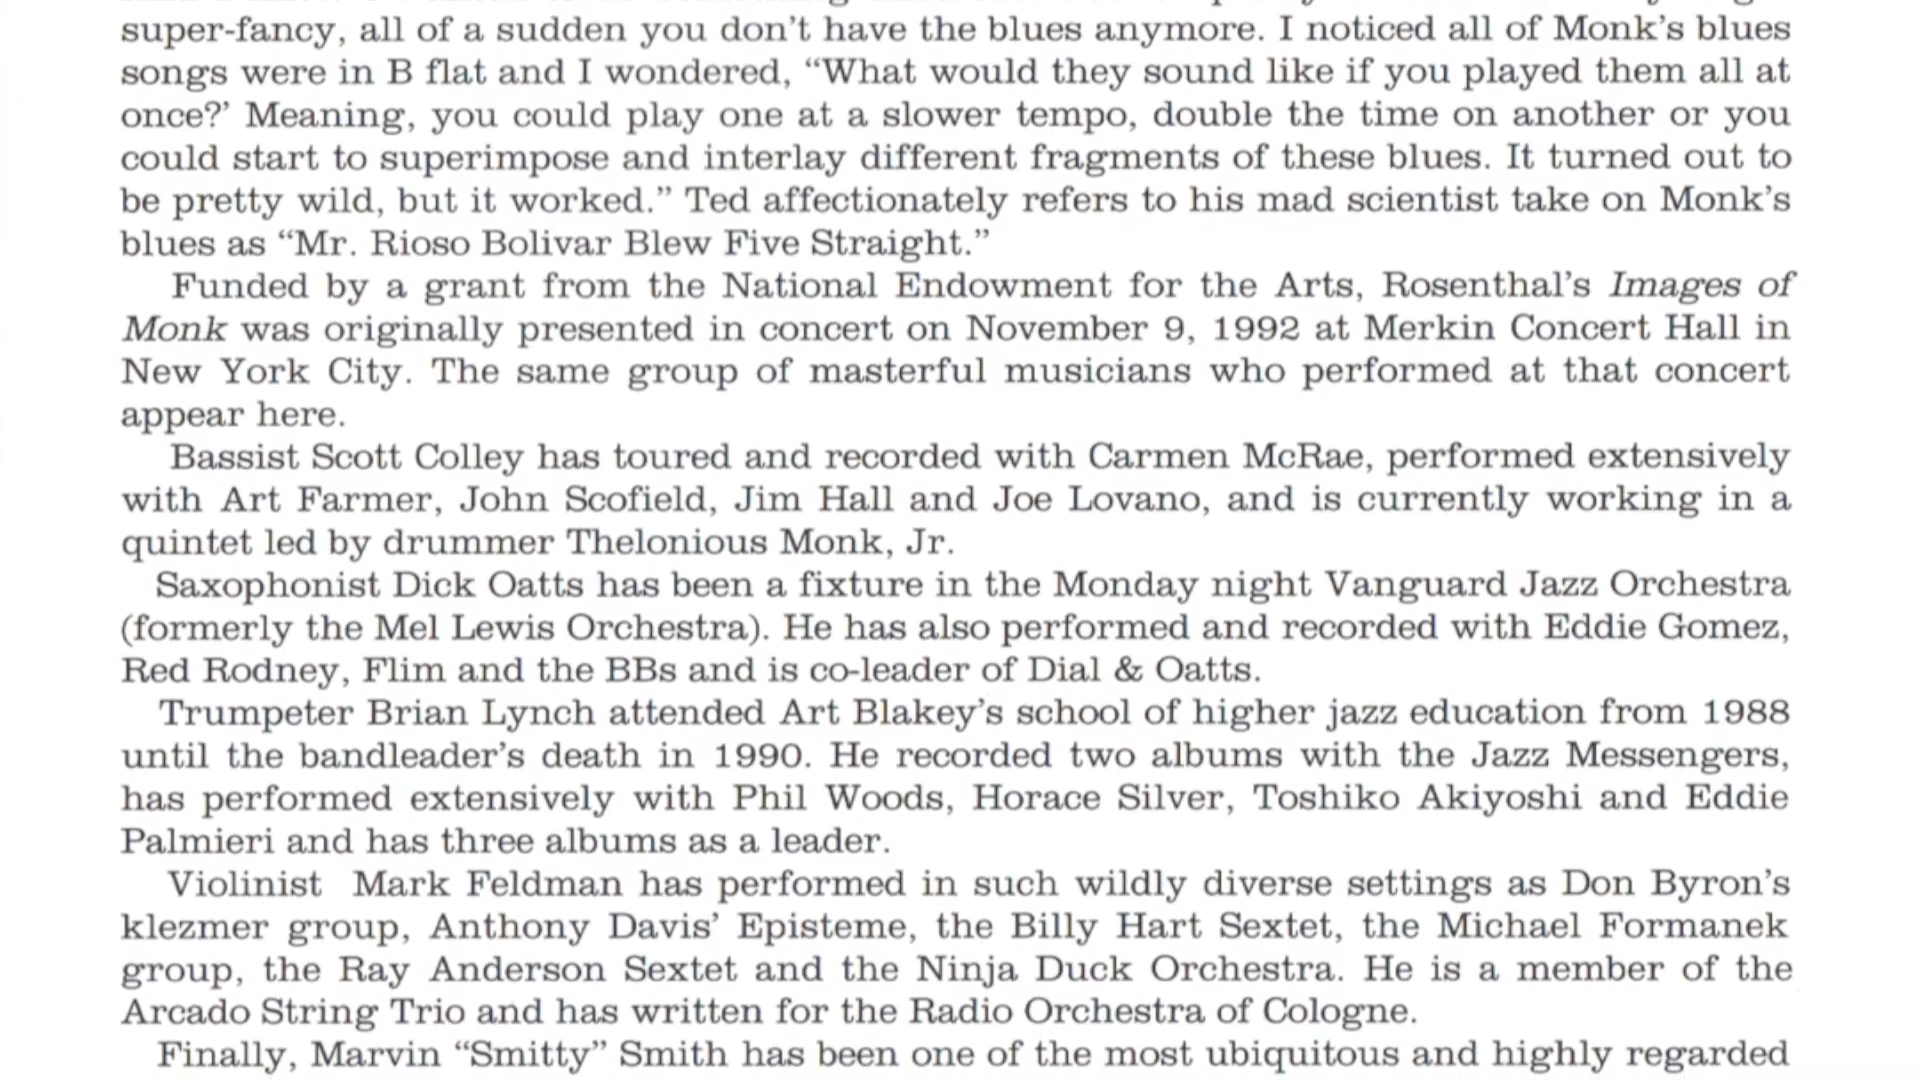 super-fancy, all of a sudden you don't have the blues anymore. I noticed all of Monk's blues
songs were in B flat and I wondered, “What would they sound like if you played them all at
once?’ Meaning, you could play one at a slower tempo, double the time on another or you
could start to superimpose and interlay different fragments of these blues. It turned out to
be pretty wild, but it worked.” Ted affectionately refers to his mad scientist take on Monk's
blues as “Mr. Rioso Bolivar Blew Five Straight.”
Funded by a grant from the National Endowment for the Arts, Rosenthal's Images of
Monk was originally presented in concert on November 9, 1992 at Merkin Concert Hall in
New York City. The same group of masterful musicians who performed at that concert
appear here.
Bassist Scott Colley has toured and recorded with Carmen McRae, performed extensively
with Art Farmer, John Scofield, Jim Hall and Joe Lovano, and is currently working in a
quintet led by drummer Thelonious Monk, Jr.
Saxophonist Dick Oatts has been a fixture in the Monday night Vanguard Jazz Orchestra
(formerly the Mel Lewis Orchestra). He has also performed and recorded with Eddie Gomez,
Red Rodney, Flim and the BBs and is co-leader of Dial & Oatts.
Trumpeter Brian Lynch attended Art Blakey's school of higher jazz education from 1988
until the bandleader's death in 1990. He recorded two albums with the Jazz Messengers,
has performed extensively with Phil Woods, Horace Silver, Toshiko Akiyoshi and Eddie
Palmieri and has three albums as a leader.
Violinist Mark Feldman has performed in such wildly diverse settings as Don Byron's
klezmer group, Anthony Davis’ Episteme, the Billy Hart Sextet, the Michael Formanek
group, the Ray Anderson Sextet and the Ninja Duck Orchestra. He is a member of the
Arcado String Trio and has written for the Radio Orchestra of Cologne.
Finally, Marvin “Smitty” Smith has been one of the most ubiquitous and highly regarded